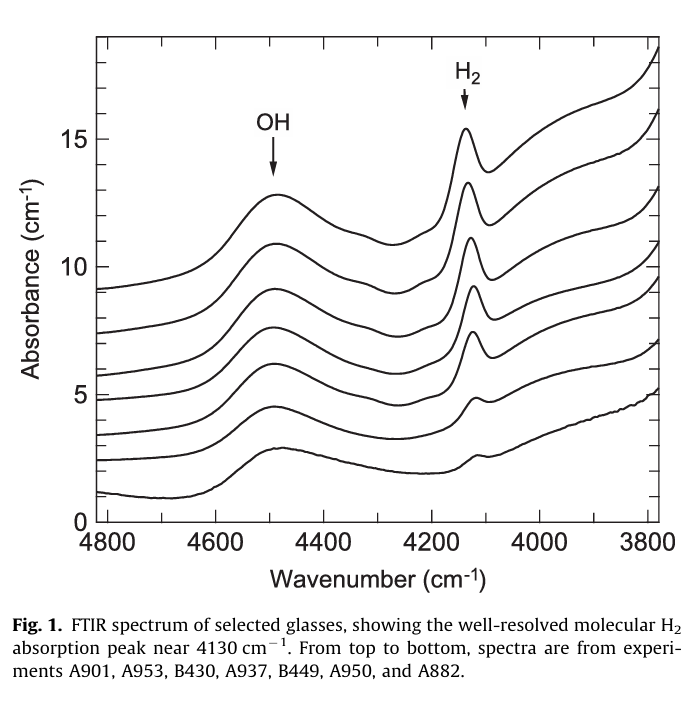 H2
OH
15
10
5
0
Absorbance (cm-1)
4800 4600 4400 4200 4000 3800
Wavenumber (cm-1)
Fig. 1. FTIR spectrum of selected glasses, showing the well-resolved molecular H2
absorption peak near 4130 cm−1. From top to bottom, spectra are from experi-
ments A901, A953, B430, A937, B449, A950, and A882.